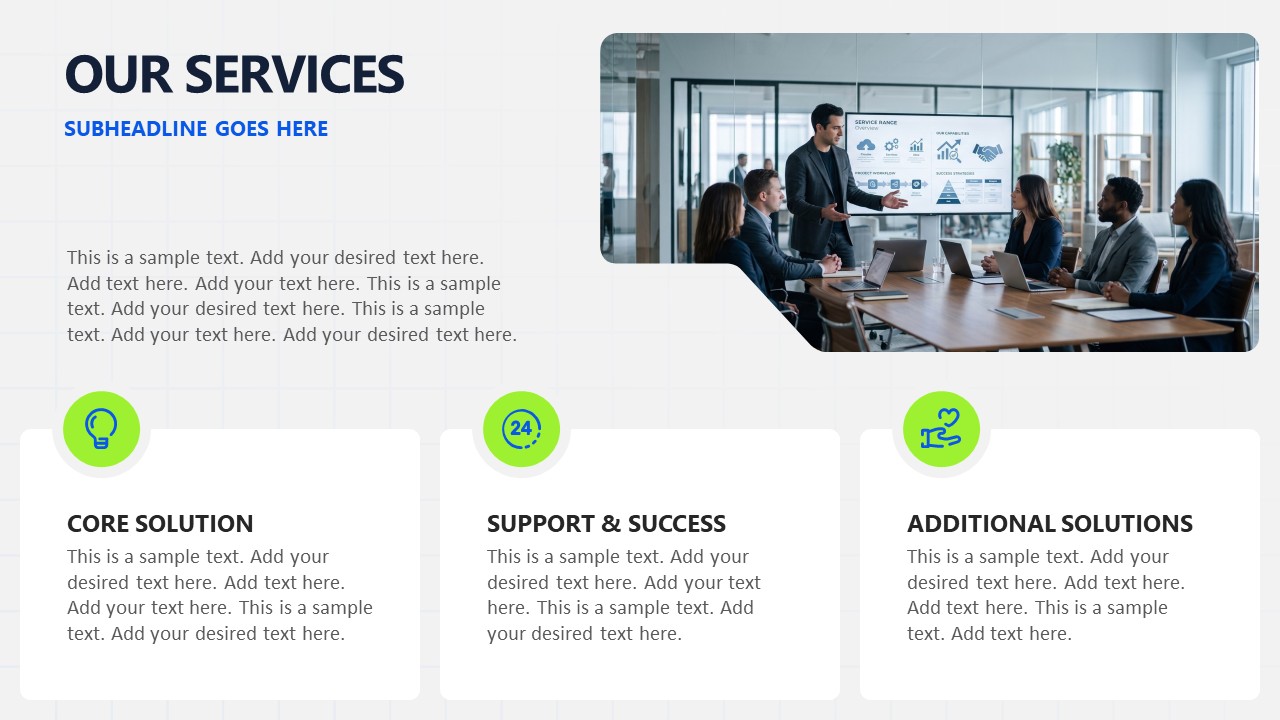 OUR SERVICES
SUBHEADLINE GOES HERE
This is a sample text. Add your desired text here.
Add text here. Add your text here. This is a sample
text. Add your desired text here. This is a sample
text. Add your text here. Add your desired text here.
SERVICE RANGE
Overview
OUR CAPABILITIES
PROJECT WORKFLOW
SUCCESS STRATEGIES
24
CORE SOLUTION
This is a sample text. Add your
desired text here. Add text here.
Add your text here. This is a sample
text. Add your desired text here.
SUPPORT & SUCCESS
This is a sample text. Add your
desired text here. Add your text
here. This is a sample text. Add
your desired text here.
ADDITIONAL SOLUTIONS
This is a sample text. Add your
desired text here. Add text here.
Add text here. This is a sample
text. Add text here.